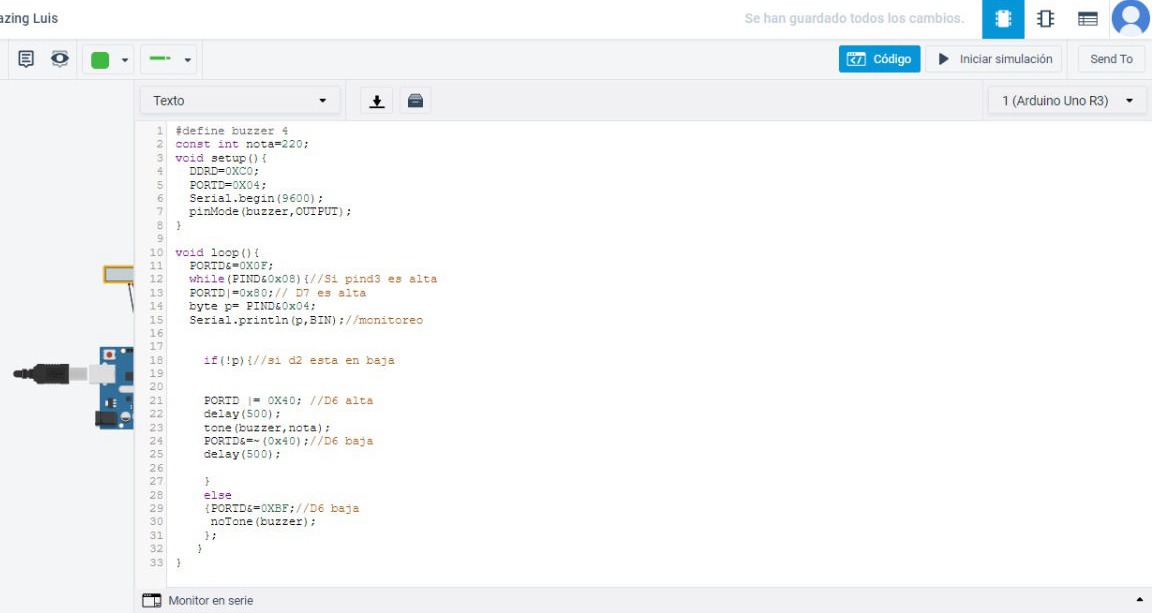 azing Luis
Se han guardado todos los cambios.
Código
Iniciar simulación
Send To
Texto
1 (Arduino Uno R3)
1 #define buzzer 4
2 const int nota=220;
3 void setup(){
4 DDRD=0XC0;
5 PORTD=0X04;
6 Serial.begin(9600);
7 pinMode(buzzer,OUTPUT);
8 }
9
10 void loop(){
11 PORTD&=0X0F;
12 while(PIND&0x08){//Si pind3 es alta
13 PORTD|=0x80;// D7 es alta
14 byte p= PIND&0x04;
15 Serial.println(p,BIN);//monitoreo
16
17
18 if(!p){//si d2 esta en baja
19
20
21 PORTD |= 0X40; //D6 alta
22 delay(500);
23 tone(buzzer,nota);
24 PORTD&=~(0x40);//D6 baja
25 delay(500);
26
27 }
28 else
29 {PORTD&=0XBF;//D6 baja
30 noTone(buzzer);
31 };
32 }
33 }
Monitor en serie